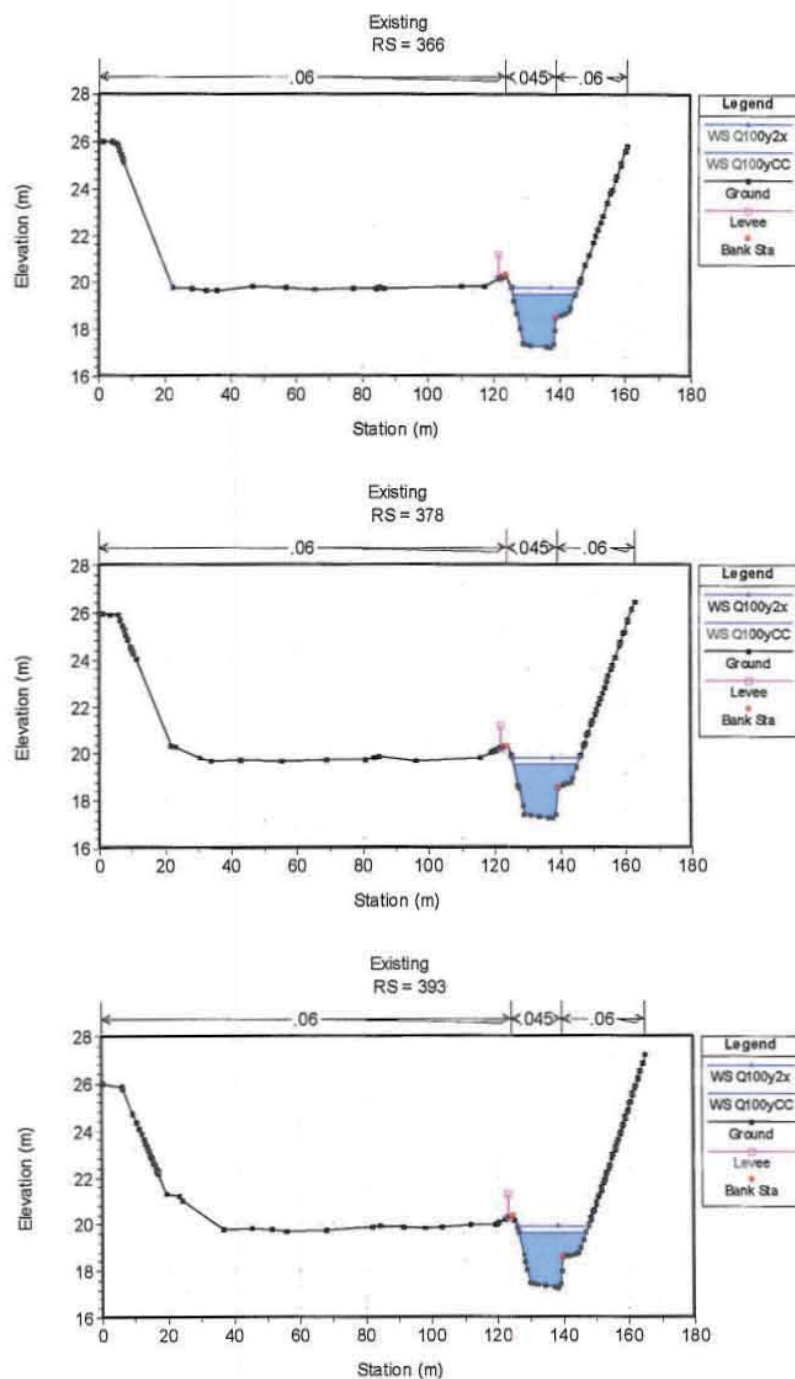 Existing
RS = 366
.06 045 .06
28
26
24
22
20
18
16
Elevation (m)
0 20 40 60 80 100 120 140 160 180
Station (m)
Legend
WS Q100y2x
WS Q100yCC
Ground
Levee
Bank Sta
Existing
RS = 378
.06 045 .06
28
26
24
22
20
18
16
Elevation (m)
0 20 40 60 80 100 120 140 160 180
Station (m)
Legend
WS Q100y2x
WS Q100yCC
Ground
Levee
Bank Sta
Existing
RS = 393
.06 045 .06
28
26
24
22
20
18
16
Elevation (m)
0 20 40 60 80 100 120 140 160 180
Station (m)
Legend
WS Q100y2x
WS Q100yCC
Ground
Levee
Bank Sta